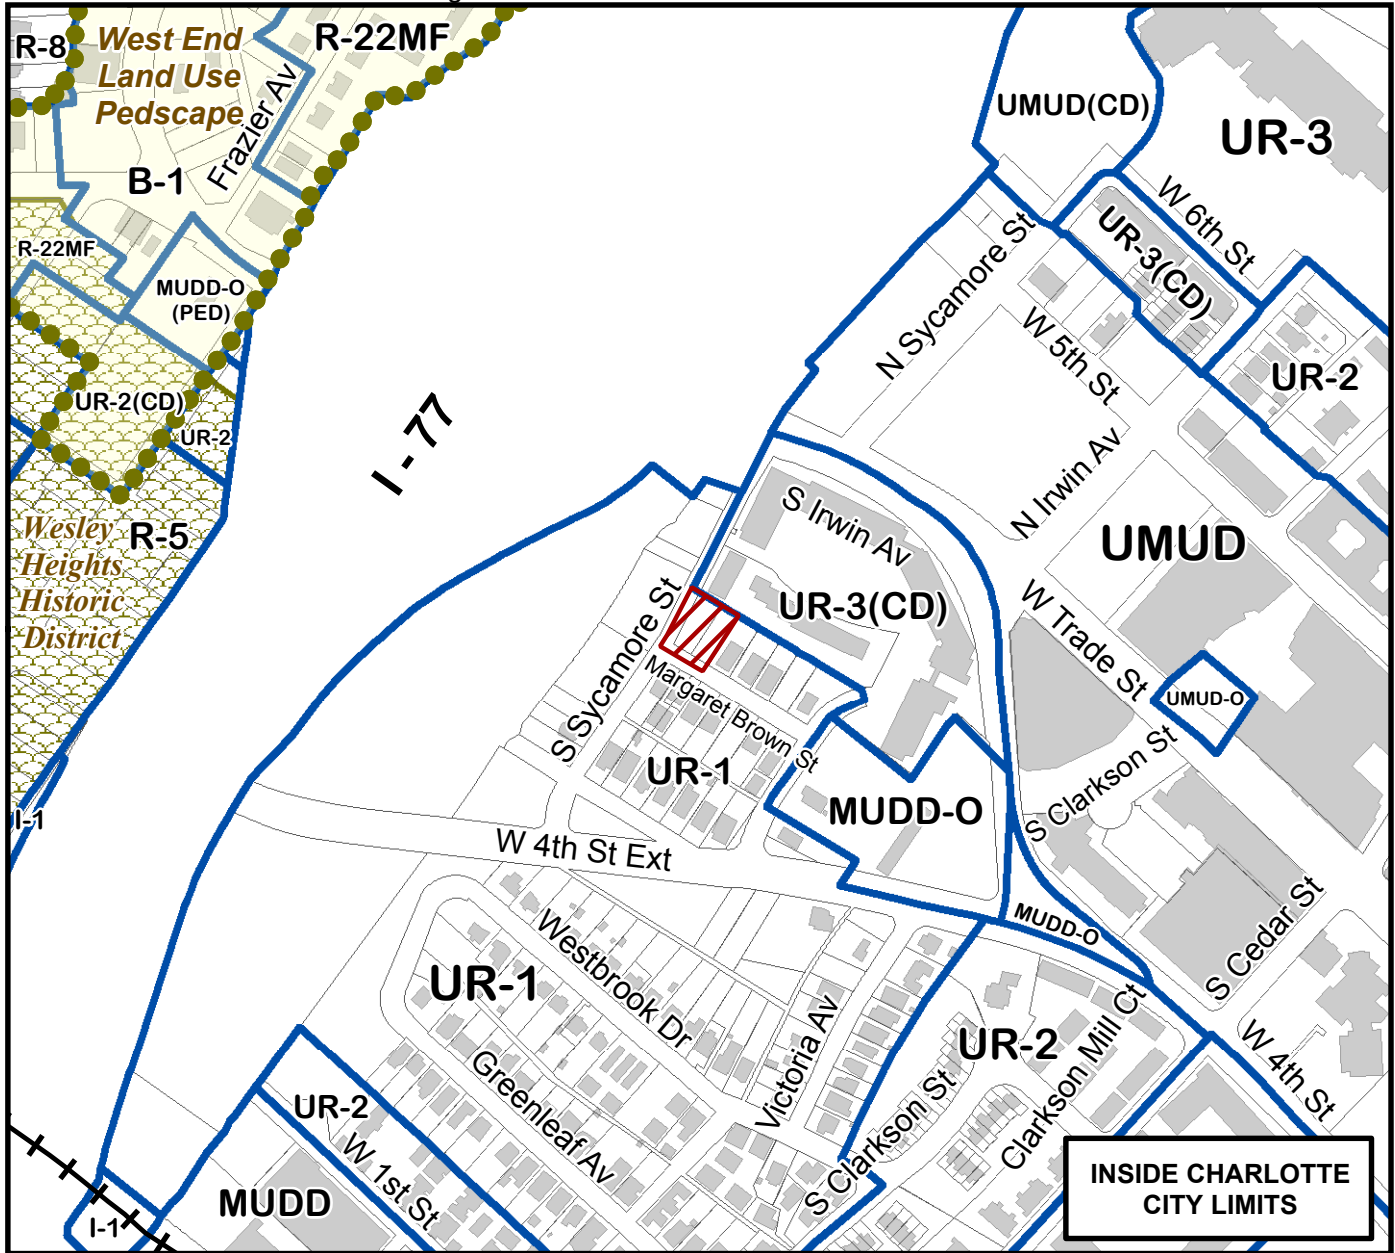 R-8
West End
Land Use
Pedscape
R-22MF
Frazier Av
B-1
UMUD(CD)
UR-3
W 6th St
UR-3(CD)
R-22MF
MUDD-O
(PED)
N Sycamore St
W 5th St
UR-2
UR-2(CD)
UR-2
I - 77
N Irwin Av
S Irwin Av
UMUD
Wesley
Heights
Historic
District
R-5
W Trade St
UR-3(CD)
S Sycamore St
Margaret Brown St
UMUD-O
UR-1
S Clarkson St
MUDD-O
I-1
W 4th St Ext
S Cedar St
MUDD-O
Westbrook Dr
UR-1
Victoria Av
UR-2
Clarkson Mill Ct
W 4th St
Greenleaf Av
S Clarkson St
UR-2
W 1st St
MUDD
I-1
INSIDE CHARLOTTE
CITY LIMITS